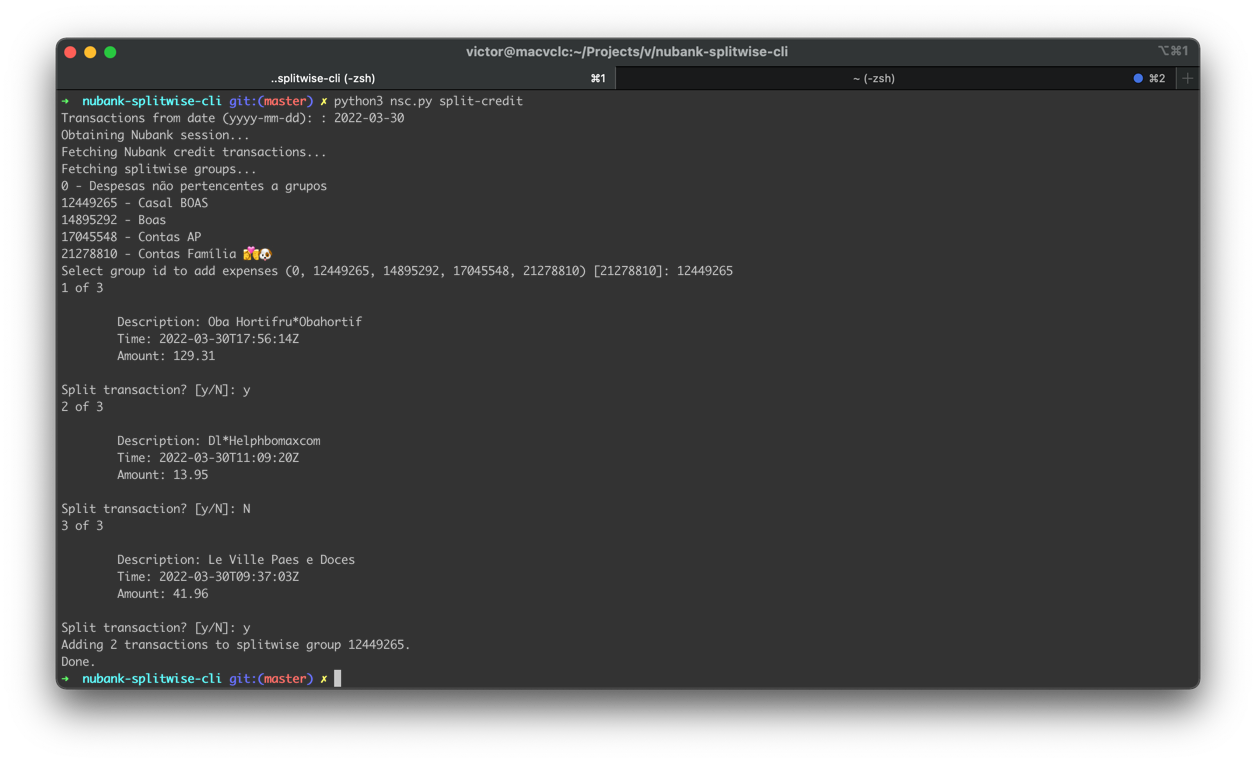 victor@macvclc:~/Projects/v/nubank-splitwise-cli ⌥⌘1
..splitwise-cli (-zsh) ⌘1 ~ (-zsh) ⌘2 +
→ nubank-splitwise-cli git:(master) ✗ python3 nsc.py split-credit
Transactions from date (yyyy-mm-dd): : 2022-03-30
Obtaining Nubank session...
Fetching Nubank credit transactions...
Fetching splitwise groups...
0 - Despesas não pertencentes a grupos
12449265 - Casal BOAS
14895292 - Boas
17045548 - Contas AP
21278810 - Contas Família 💏🐶
Select group id to add expenses (0, 12449265, 14895292, 17045548, 21278810) [21278810]: 12449265
1 of 3
Description: Oba Hortifru*Obahortif
Time: 2022-03-30T17:56:14Z
Amount: 129.31
Split transaction? [y/N]: y
2 of 3
Description: Dl*Helphbomaxcom
Time: 2022-03-30T11:09:20Z
Amount: 13.95
Split transaction? [y/N]: N
3 of 3
Description: Le Ville Paes e Doces
Time: 2022-03-30T09:37:03Z
Amount: 41.96
Split transaction? [y/N]: y
Adding 2 transactions to splitwise group 12449265.
Done.
→ nubank-splitwise-cli git:(master) ✗